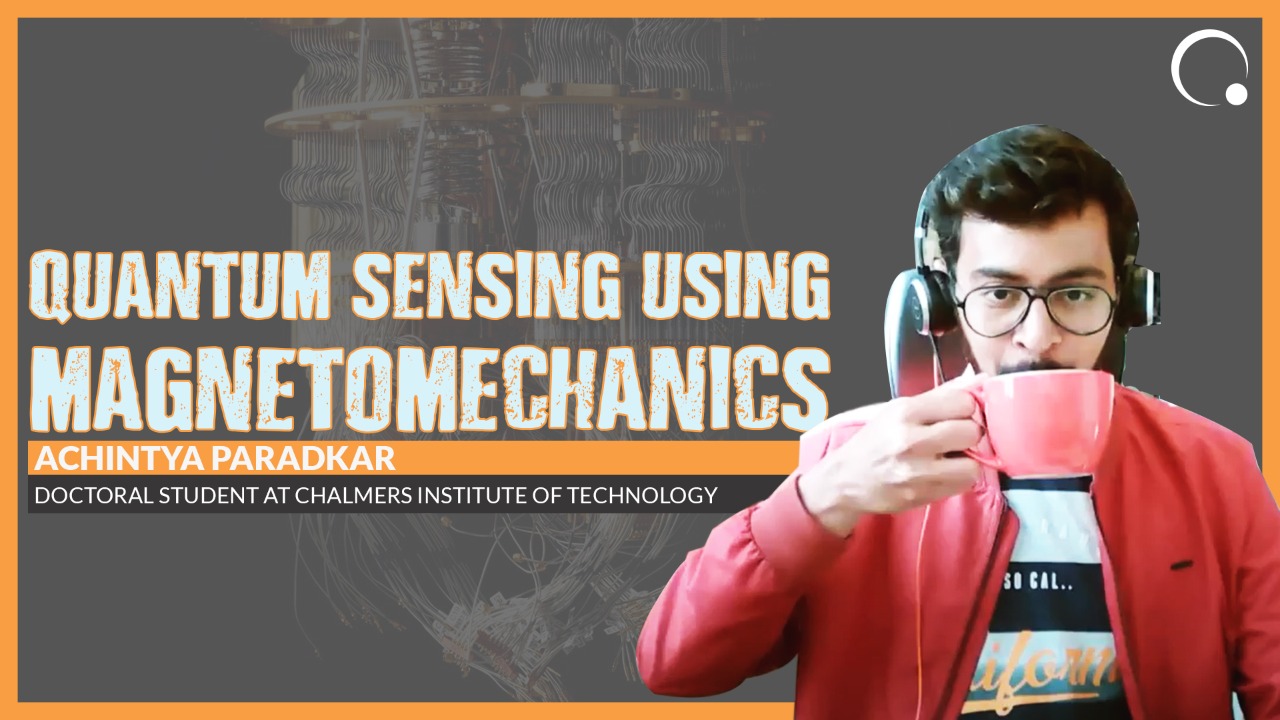 QUANTUM SENSING USING
MAGNETOMECHANICS
ACHINTYA PARADKAR
DOCTORAL STUDENT AT CHALMERS INSTITUTE OF TECHNOLOGY
SO CAL..